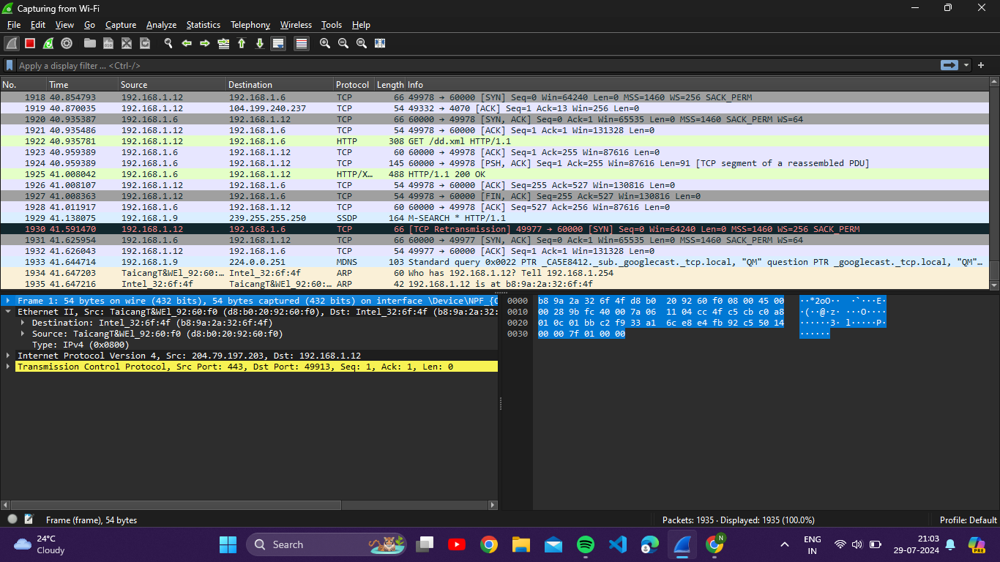 Capturing from Wi-Fi
File Edit View Go Capture Analyze Statistics Telephony Wireless Tools Help
Apply a display filter ... <Ctrl-/>
No. Time Source Destination Protocol Length Info
1918 40.854793 192.168.1.12 192.168.1.6 TCP 66 49978 → 60000 [SYN] Seq=0 Win=64240 Len=0 MSS=1460 WS=256 SACK_PERM
1919 40.870035 192.168.1.12 104.199.240.237 TCP 54 49332 → 4070 [ACK] Seq=1 Ack=13 Win=256 Len=0
1920 40.935387 192.168.1.6 192.168.1.12 TCP 66 60000 → 49978 [SYN, ACK] Seq=0 Ack=1 Win=65535 Len=0 MSS=1460 SACK_PERM WS=64
1921 40.935486 192.168.1.12 192.168.1.6 TCP 54 49978 → 60000 [ACK] Seq=1 Ack=1 Win=131328 Len=0
1922 40.935781 192.168.1.12 192.168.1.6 HTTP 308 GET /dd.xml HTTP/1.1
1923 40.959389 192.168.1.6 192.168.1.12 TCP 60 60000 → 49978 [ACK] Seq=1 Ack=255 Win=87616 Len=0
1924 40.959389 192.168.1.6 192.168.1.12 TCP 145 60000 → 49978 [PSH, ACK] Seq=1 Ack=255 Win=87616 Len=91 [TCP segment of a reassembled PDU]
1925 41.008042 192.168.1.6 192.168.1.12 HTTP/X… 488 HTTP/1.1 200 OK
1926 41.008107 192.168.1.12 192.168.1.6 TCP 54 49978 → 60000 [ACK] Seq=255 Ack=527 Win=130816 Len=0
1927 41.008363 192.168.1.12 192.168.1.6 TCP 54 49978 → 60000 [FIN, ACK] Seq=255 Ack=527 Win=130816 Len=0
1928 41.011917 192.168.1.6 192.168.1.12 TCP 60 60000 → 49978 [ACK] Seq=527 Ack=256 Win=87616 Len=0
1929 41.138075 192.168.1.9 239.255.255.250 SSDP 164 M-SEARCH * HTTP/1.1
1930 41.591470 192.168.1.12 192.168.1.6 TCP 66 [TCP Retransmission] 49977 → 60000 [SYN] Seq=0 Win=64240 Len=0 MSS=1460 WS=256 SACK_PERM
1931 41.625954 192.168.1.6 192.168.1.12 TCP 66 60000 → 49977 [SYN, ACK] Seq=0 Ack=1 Win=65535 Len=0 MSS=1460 SACK_PERM WS=64
1932 41.626043 192.168.1.12 192.168.1.6 TCP 54 49977 → 60000 [ACK] Seq=1 Ack=1 Win=131328 Len=0
1933 41.644714 192.168.1.9 224.0.0.251 MDNS 103 Standard query 0x0022 PTR _CA5E8412._sub._googlecast._tcp.local, "QM" question PTR _googlecast._tcp.local, "QM"…
1934 41.647203 TaicangT&WEl_92:60:… Intel_32:6f:4f ARP 60 Who has 192.168.1.12? Tell 192.168.1.254
1935 41.647216 Intel_32:6f:4f TaicangT&WEl_92:60:… ARP 42 192.168.1.12 is at b8:9a:2a:32:6f:4f
Frame 1: 54 bytes on wire (432 bits), 54 bytes captured (432 bits) on interface \Device\NPF_{C
Ethernet II, Src: TaicangT&WEl_92:60:f0 (d8:b0:20:92:60:f0), Dst: Intel_32:6f:4f (b8:9a:2a:32:
Destination: Intel_32:6f:4f (b8:9a:2a:32:6f:4f)
Source: TaicangT&WEl_92:60:f0 (d8:b0:20:92:60:f0)
Type: IPv4 (0x0800)
Internet Protocol Version 4, Src: 204.79.197.203, Dst: 192.168.1.12
Transmission Control Protocol, Src Port: 443, Dst Port: 49913, Seq: 1, Ack: 1, Len: 0
0000 b8 9a 2a 32 6f 4f d8 b0 20 92 60 f0 08 00 45 00 ··*2oO·· ·`···E·
0010 00 28 9b fc 40 00 7a 06 11 04 cc 4f c5 cb c0 a8 ·(··@·z· ···O····
0020 01 0c 01 bb c2 f9 33 a1 6c e8 e4 fb 92 c5 50 14 ······3· l·····P·
0030 00 00 7f 01 00 00 ······
Frame (frame), 54 bytes
Packets: 1935 · Displayed: 1935 (100.0%)
Profile: Default
24°C
Cloudy
Search
N
ENG
IN
21:03
29-07-2024
PRE